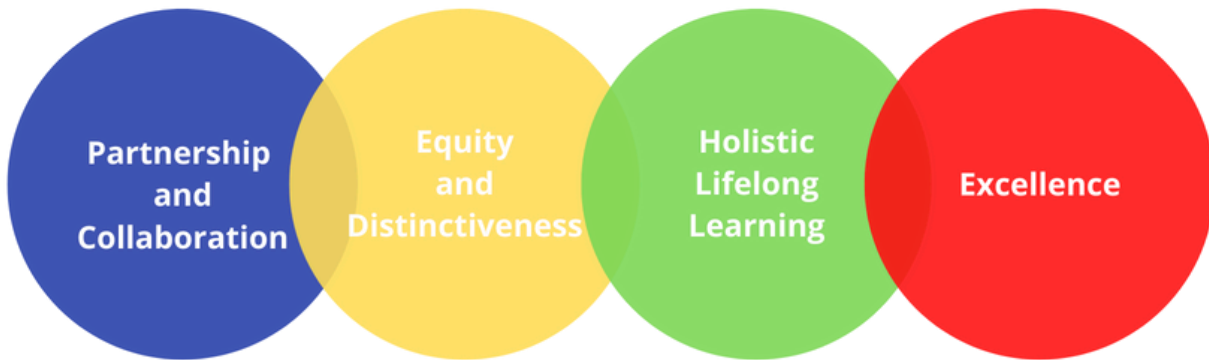 Partnership
and
Collaboration
Equity
and
Distinctiveness
Holistic
Lifelong
Learning
Excellence